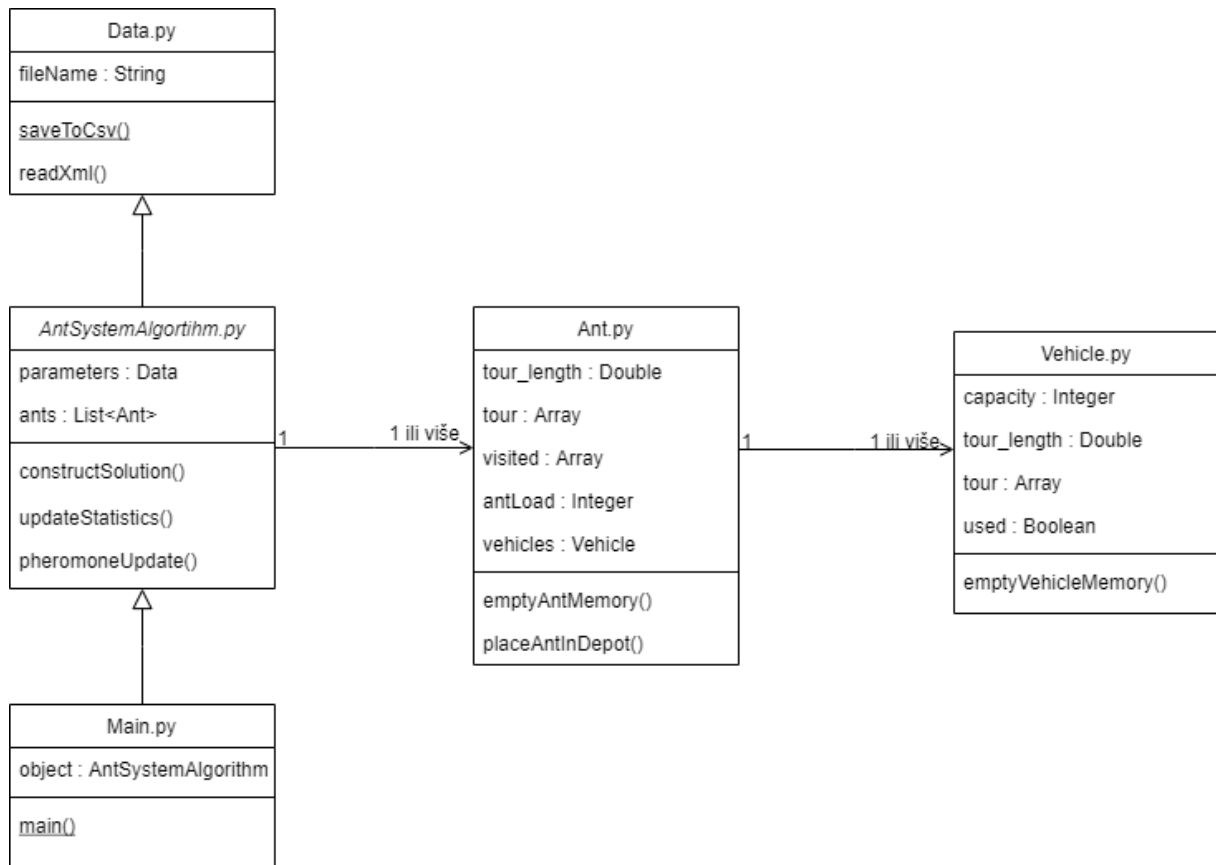 Data.py
fileName : String
saveToCsv()
readXml()
AntSystemAlgortihm.py
parameters : Data
ants : List<Ant>
constructSolution()
updateStatistics()
pheromoneUpdate()
1
1 ili više
Ant.py
tour_length : Double
tour : Array
visited : Array
antLoad : Integer
vehicles : Vehicle
emptyAntMemory()
placeAntInDepot()
1
1 ili više
Vehicle.py
capacity : Integer
tour_length : Double
tour : Array
used : Boolean
emptyVehicleMemory()
Main.py
object : AntSystemAlgorithm
main()